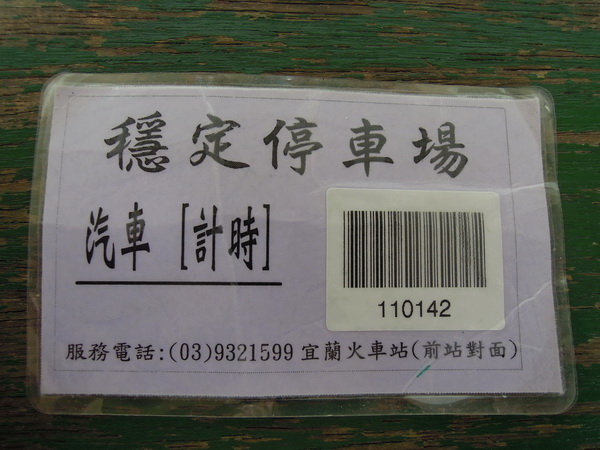 穩定停車場
汽車 [計時]
110142
服務電話:(03)9321599 宜蘭火車站(前站對面)